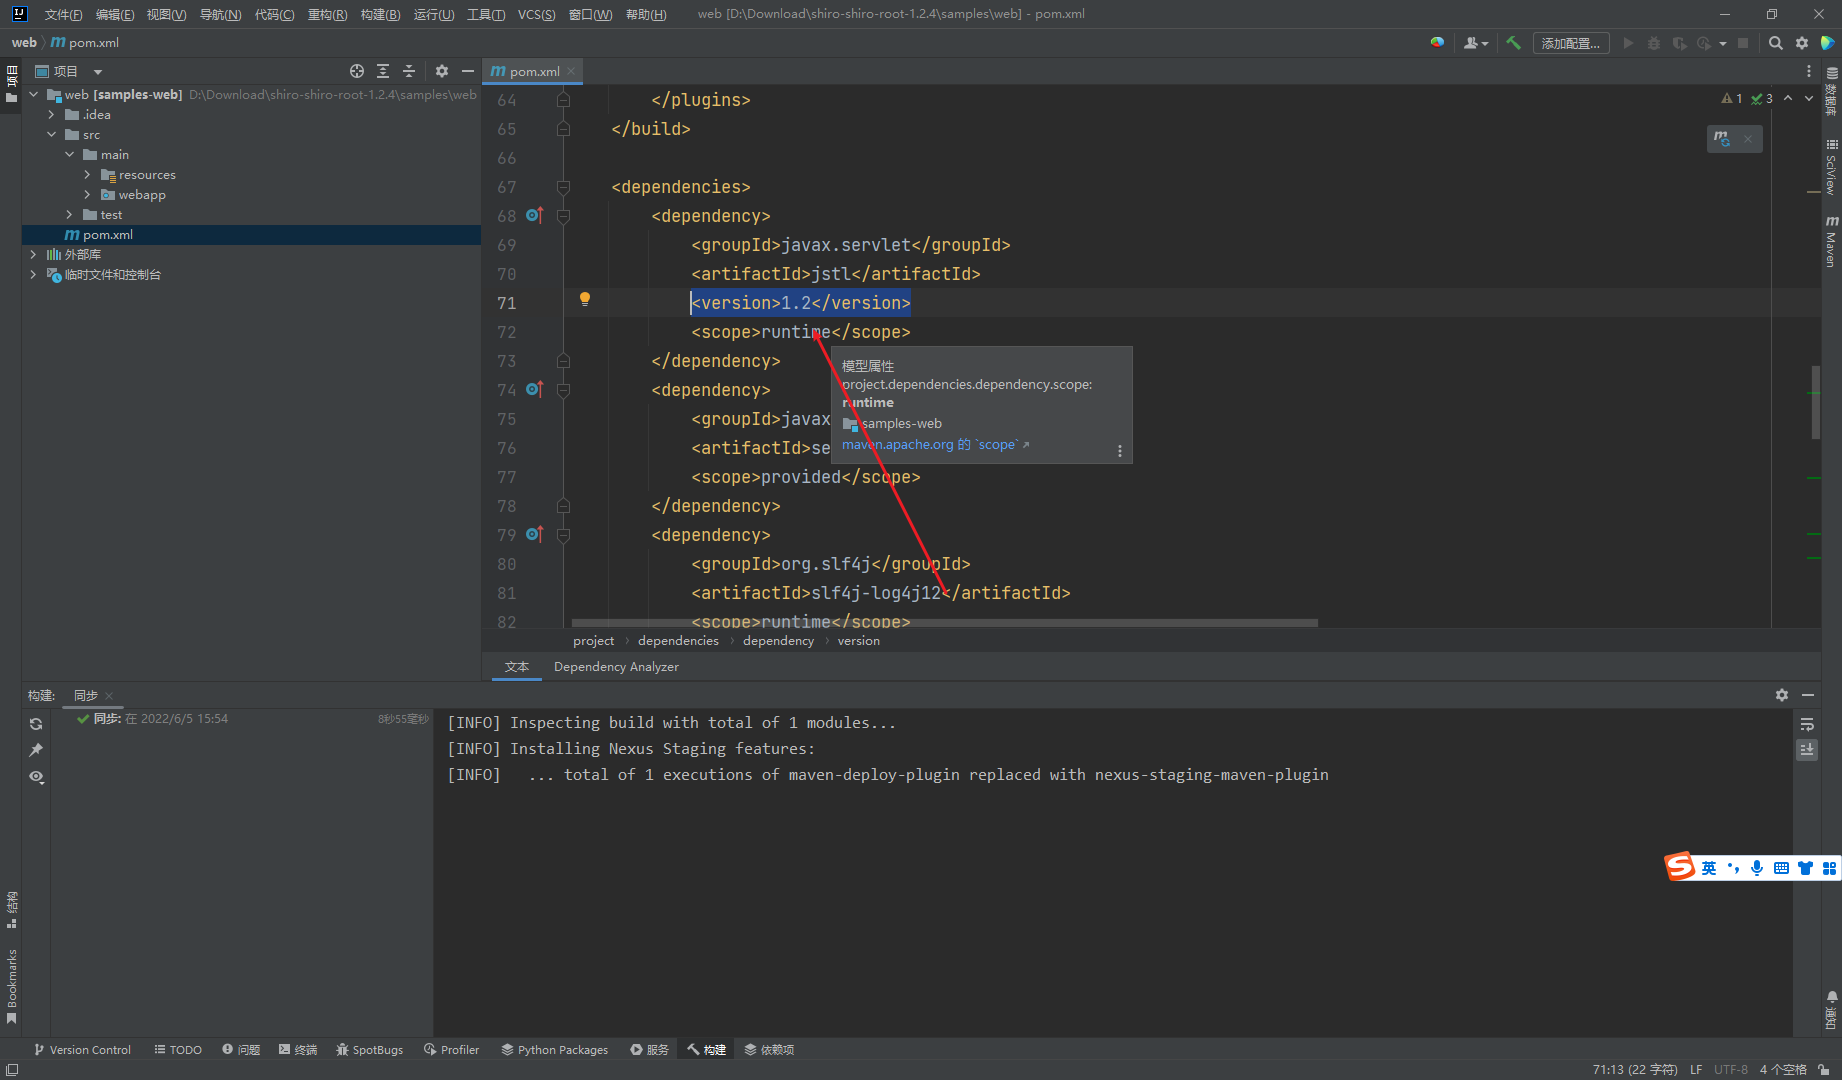 文件(F) 编辑(E) 视图(V) 导航(N) 代码(C) 重构(R) 构建(B) 运行(U) 工具(T) VCS(S) 窗口(W) 帮助(H) web [D:\Download\shiro-shiro-root-1.2.4\samples\web] - pom.xml
web pom.xml 添加配置...
项目
pom.xml
web [samples-web] D:\Download\shiro-shiro-root-1.2.4\samples\web
.idea
src
main
resources
webapp
test
pom.xml
外部库
临时文件和控制台
1 3
64 </plugins>
65 </build>
66
67 <dependencies>
68 <dependency>
69 <groupId>javax.servlet</groupId>
70 <artifactId>jstl</artifactId>
71 <version>1.2</version>
72 <scope>runtime</scope>
73 </dependency>
74 <dependency>
75 <groupId>javax
76 <artifactId>se
77 <scope>provided</scope>
78 </dependency>
79 <dependency>
80 <groupId>org.slf4j</groupId>
81 <artifactId>slf4j-log4j12</artifactId>
82 <scope>runtime</scope>
模型属性
project.dependencies.dependency.scope:
runtime
samples-web
maven.apache.org 的 `scope`
project dependencies dependency version
文本 Dependency Analyzer
构建: 同步
同步: 在 2022/6/5 15:54 8秒55毫秒
[INFO] Inspecting build with total of 1 modules...
[INFO] Installing Nexus Staging features:
[INFO]   ... total of 1 executions of maven-deploy-plugin replaced with nexus-staging-maven-plugin
项目
结构
Bookmarks
数据库
SciView
Maven
通知
英
Version Control TODO 问题 终端 SpotBugs Profiler Python Packages 服务 构建 依赖项
71:13 (22 字符) LF UTF-8 4 个空格